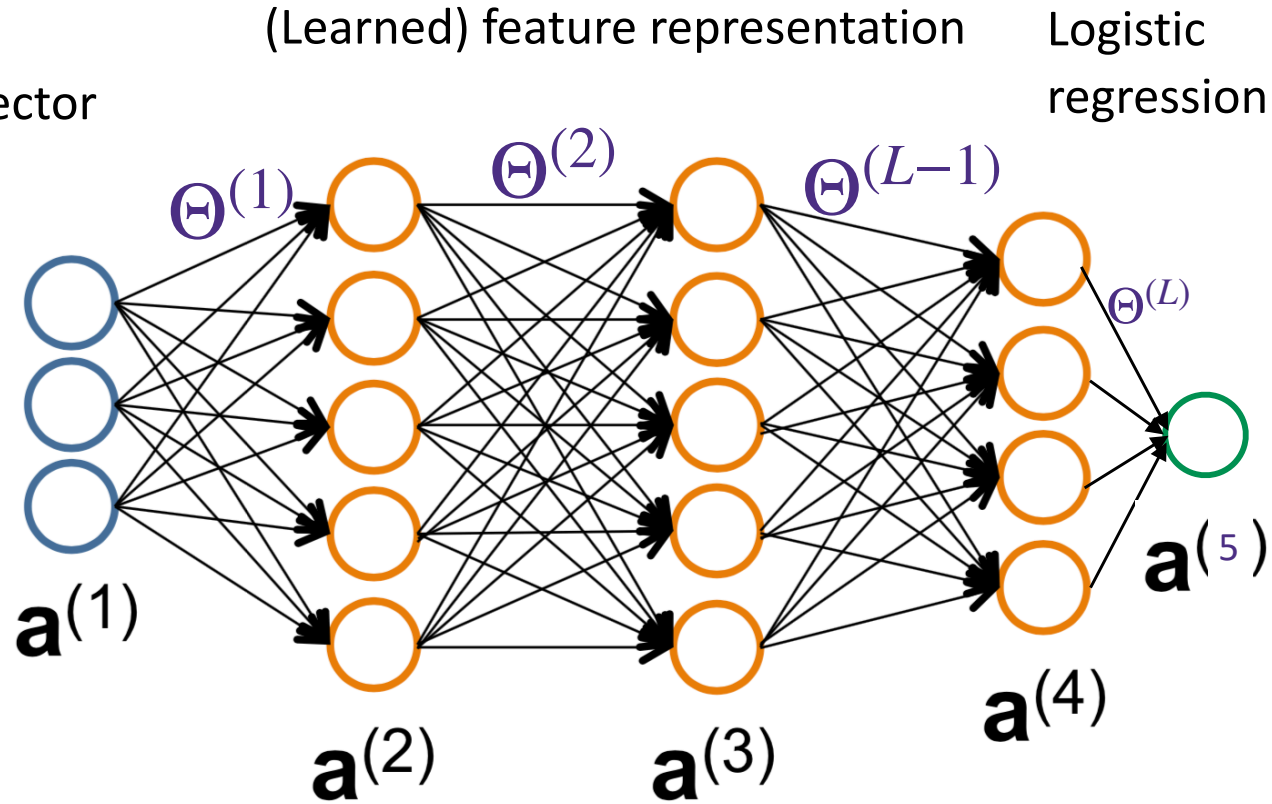 (Learned) feature representation
Logistic
regression
ector
Θ(1)
Θ(2)
Θ(L−1)
Θ(L)
a(1)
a(2)
a(3)
a(4)
a(5)